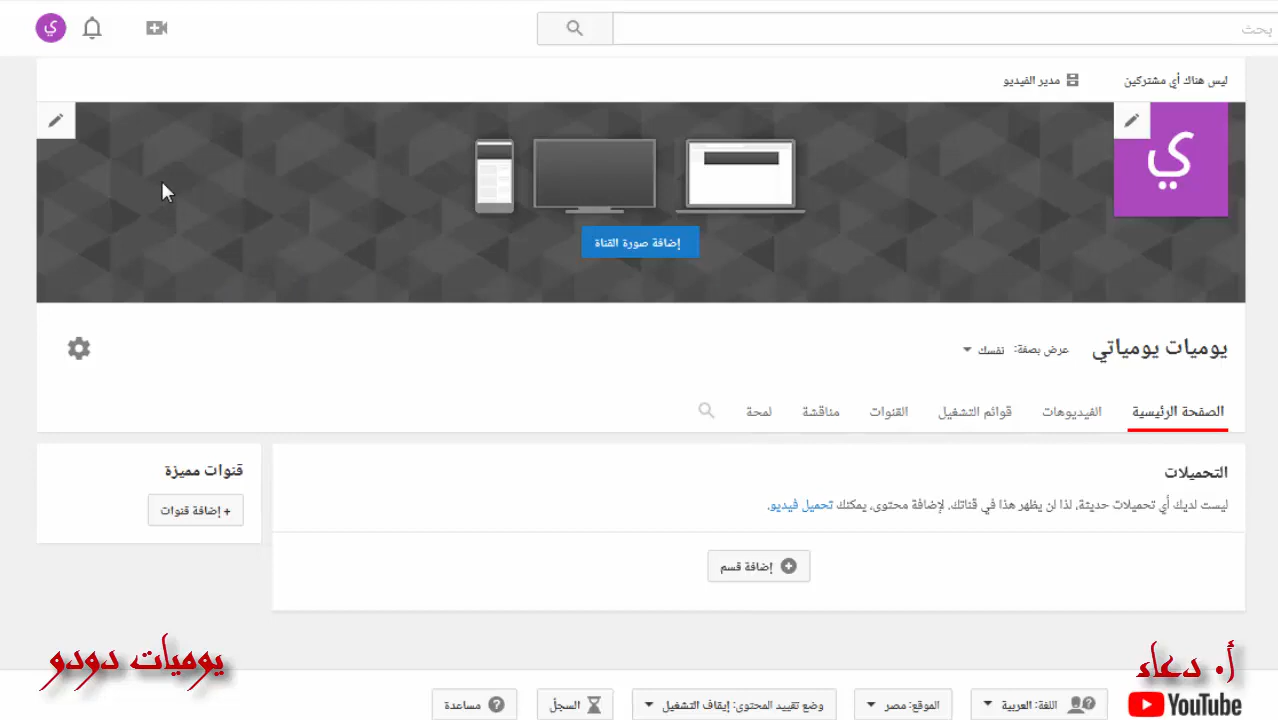 بحث
ي
ليس هناك أي مشتركين
مدير الفيديو
ي
إضافة صورة القناة
يوميات يومياتي
عرض بصفة: نفسك
الصفحة الرئيسية
الفيديوهات
قوائم التشغيل
القنوات
مناقشة
لمحة
التحميلات
ليست لديك أي تحميلات حديثة، لذا لن يظهر هذا في قناتك. لإضافة محتوى، يمكنك تحميل فيديو.
إضافة قسم
قنوات مميزة
+ إضافة قنوات
أ. دعاء
يوميات دودو
YouTube
اللغة: العربية
الموقع: مصر
وضع تقييد المحتوى: إيقاف التشغيل
السجلّ
مساعدة